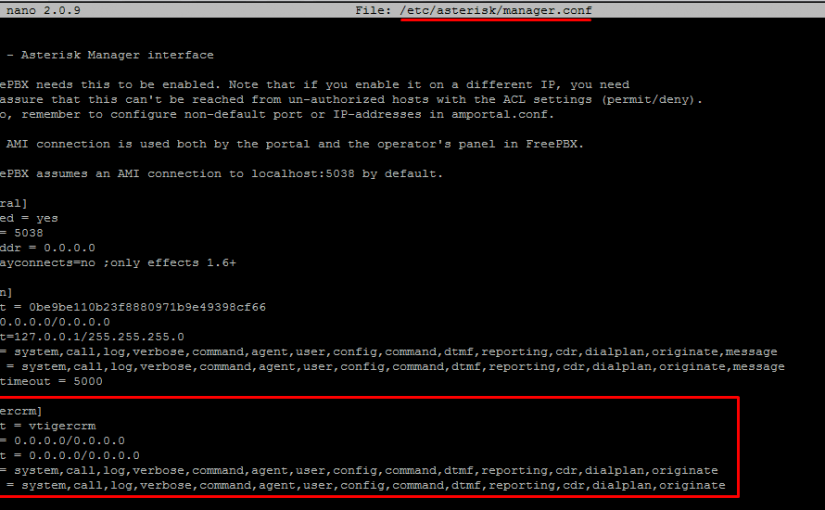 nano 2.0.9 File: /etc/asterisk/manager.conf
- Asterisk Manager interface
ePBX needs this to be enabled. Note that if you enable it on a different IP, you need
assure that this can't be reached from un-authorized hosts with the ACL settings (permit/deny).
o, remember to configure non-default port or IP-addresses in amportal.conf.
AMI connection is used both by the portal and the operator's panel in FreePBX.
ePBX assumes an AMI connection to localhost:5038 by default.
ral]
ed = yes
= 5038
ddr = 0.0.0.0
ayconnects=no ;only effects 1.6+
n]
t = 0be9be110b23f8880971b9e49398cf66
0.0.0.0/0.0.0.0
t=127.0.0.1/255.255.255.0
= system,call,log,verbose,command,agent,user,config,command,dtmf,reporting,cdr,dialplan,originate,message
= system,call,log,verbose,command,agent,user,config,command,dtmf,reporting,cdr,dialplan,originate,message
timeout = 5000
ercrm]
t = vtigercrm
= 0.0.0.0/0.0.0.0
t = 0.0.0.0/0.0.0.0
= system,call,log,verbose,command,agent,user,config,command,dtmf,reporting,cdr,dialplan,originate
= system,call,log,verbose,command,agent,user,config,command,dtmf,reporting,cdr,dialplan,originate